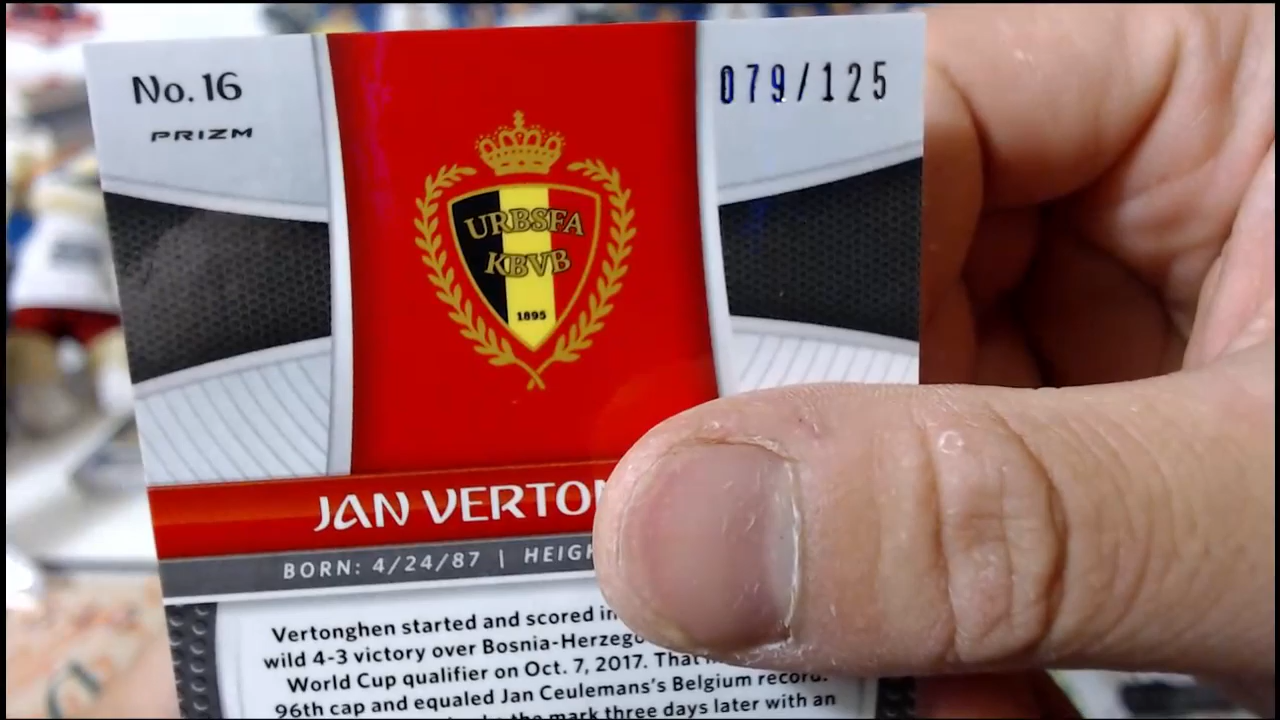 No. 16
PRIZM
079/125
URBSFA
KBVB
1895
JAN VERTON
BORN: 4/24/87 | HEIGH
Vertonghen started and scored in
wild 4-3 victory over Bosnia-Herzego
World Cup qualifier on Oct. 7, 2017. That
96th cap and equaled Jan Ceulemans's Belgium record.
the mark three days later with an